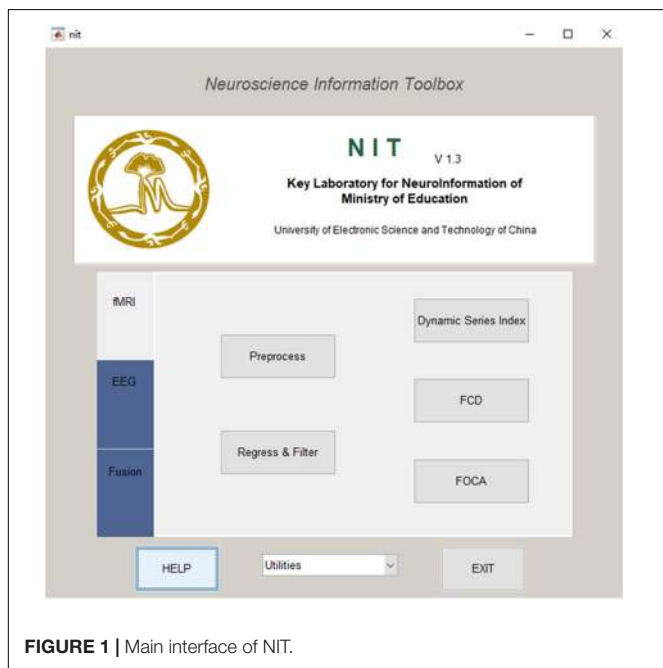 nit
Neuroscience Information Toolbox
NIT V 1.3
Key Laboratory for NeuroInformation of
Ministry of Education
University of Electronic Science and Technology of China
fMRI
EEG
Fusion
Preprocess
Regress & Filter
Dynamic Series Index
FCD
FOCA
HELP
Utilities
EXIT
FIGURE 1 | Main interface of NIT.